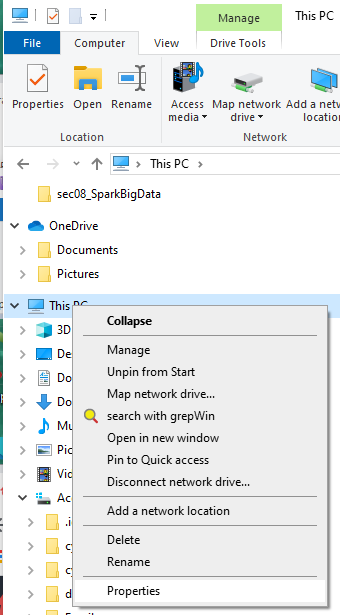 Manage
This PC
File
Computer
View
Drive Tools
Properties
Open
Rename
Access
media
Map network
drive
Add a netw
locatio
Location
Network
This PC
sec08_SparkBigData
OneDrive
Documents
Pictures
This PC
3D
De
Do
Do
Mu
Pic
Vid
Ac
.i
cy
cy
d
Collapse
Manage
Unpin from Start
Map network drive...
search with grepWin
Open in new window
Pin to Quick access
Disconnect network drive...
Add a network location
Delete
Rename
Properties